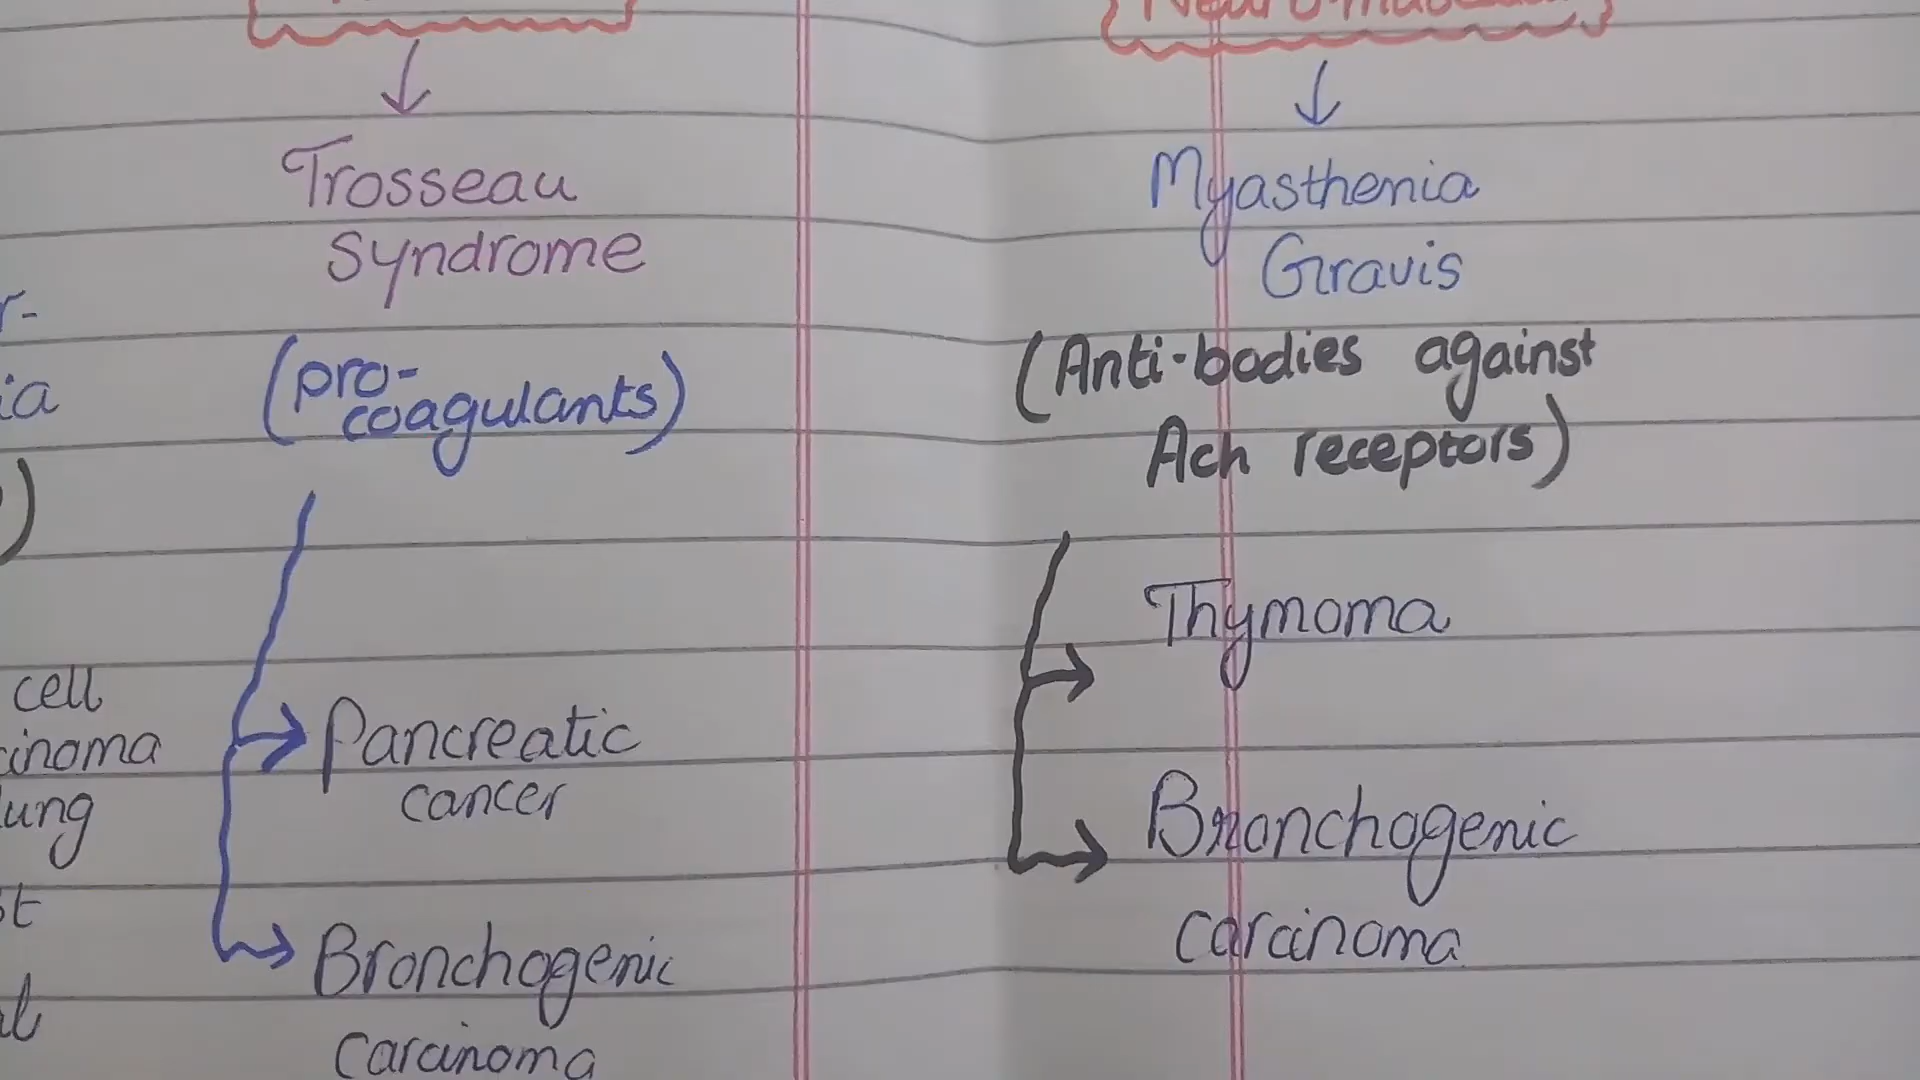 Trosseau
Syndrome
(pro-
coagulants)
Pancreatic
cancer
Bronchogenic
carcinoma
Myasthenia
Gravis
(Anti-bodies against
Ach receptors)
Thymoma
Bronchogenic
carcinoma
cell